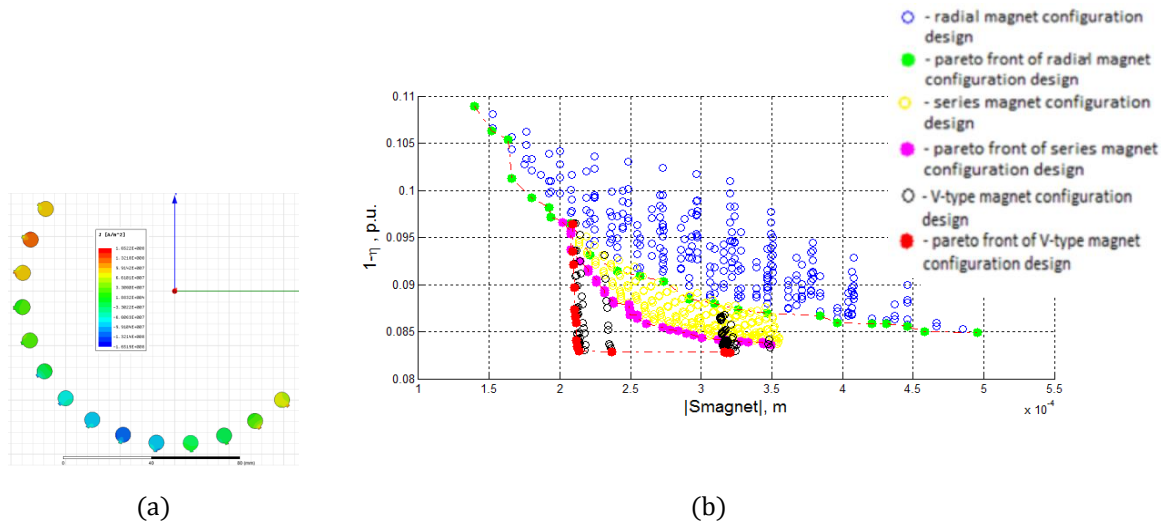 J [A/m^2]
0
40
80 (mm)
(a)
- radial magnet configuration
design
- pareto front of radial magnet
configuration design
- series magnet configuration
design
- pareto front of series magnet
configuration design
- V-type magnet configuration
design
- pareto front of V-type magnet
configuration design
1-η, p.u.
0.11
0.105
0.1
0.095
0.09
0.085
0.08
1
1.5
2
2.5
3
3.5
4
4.5
5
5.5
x 10⁻⁴
|Smagnet|, m
(b)